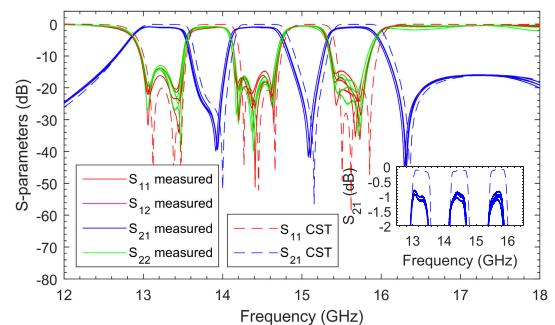 0
-10
-20
-30
-40
-50
-60
-70
-80
S-parameters (dB)
12 13 14 15 16 17 18
Frequency (GHz)
S11 measured
S12 measured
S21 measured
S22 measured
S11 CST
S21 CST
S21 (dB)
0
-0.5
-1
-1.5
-2
13 14 15 16
Frequency (GHz)